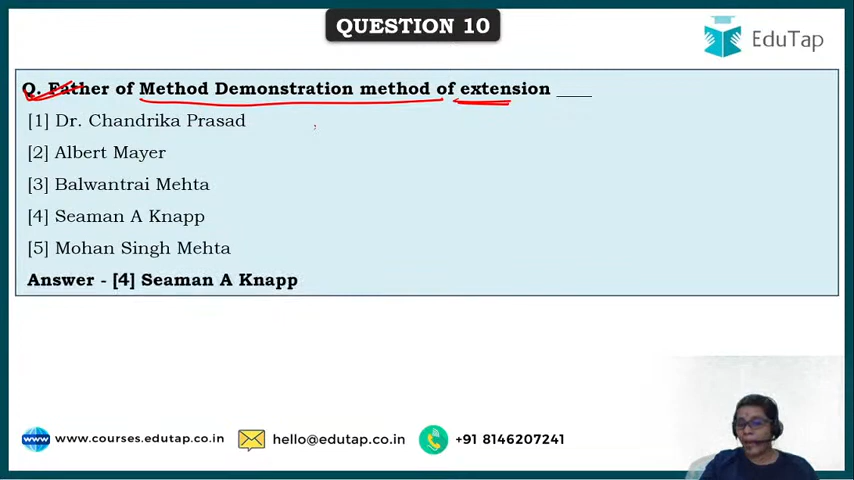 QUESTION 10
EduTap
Q. Father of Method Demonstration method of extension ____
[1] Dr. Chandrika Prasad
[2] Albert Mayer
[3] Balwantrai Mehta
[4] Seaman A Knapp
[5] Mohan Singh Mehta
Answer - [4] Seaman A Knapp
www www.courses.edutap.co.in hello@edutap.co.in +91 8146207241